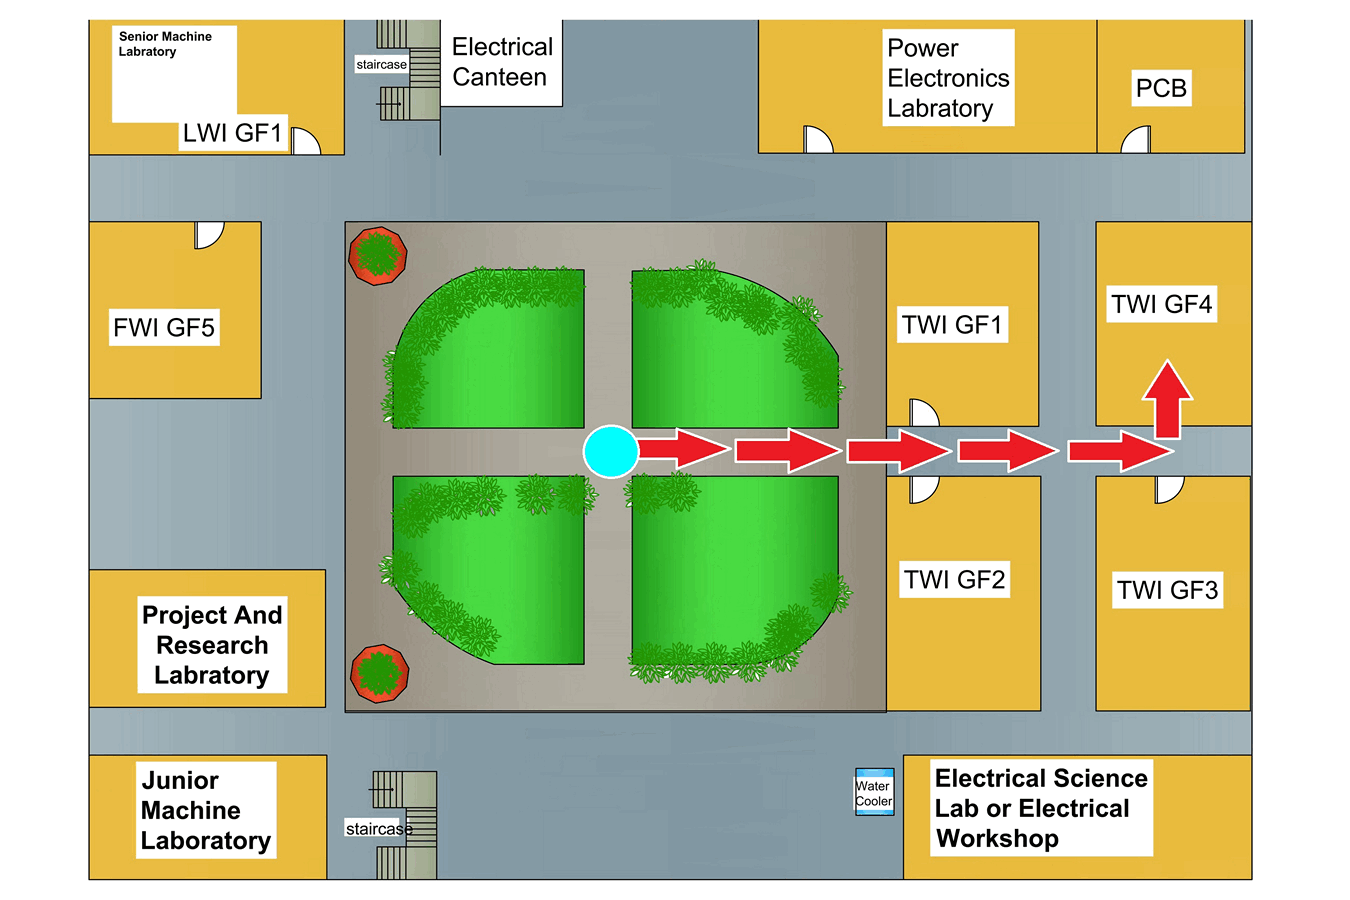 Senior Machine
Labratory
LWI GF1
staircase
Electrical
Canteen
Power
Electronics
Labratory
PCB
FWI GF5
TWI GF1
TWI GF4
TWI GF2
TWI GF3
Project And
Research
Labratory
Junior
Machine
Laboratory
staircase
Water
Cooler
Electrical Science
Lab or Electrical
Workshop